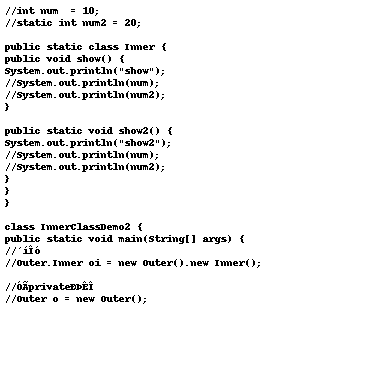 //int num  = 10;
//static int num2 = 20;

public static class Inner {
public void show() {
System.out.println("show");
//System.out.println(num);
//System.out.println(num2);
}

public static void show2() {
System.out.println("show2");
//System.out.println(num);
//System.out.println(num2);
}
}
}

class InnerClassDemo2 {
public static void main(String[] args) {
//´íÎó
//Outer.Inner oi = new Outer().new Inner();

//ÓÃprivateÐÞÊÎ
//Outer o = new Outer();